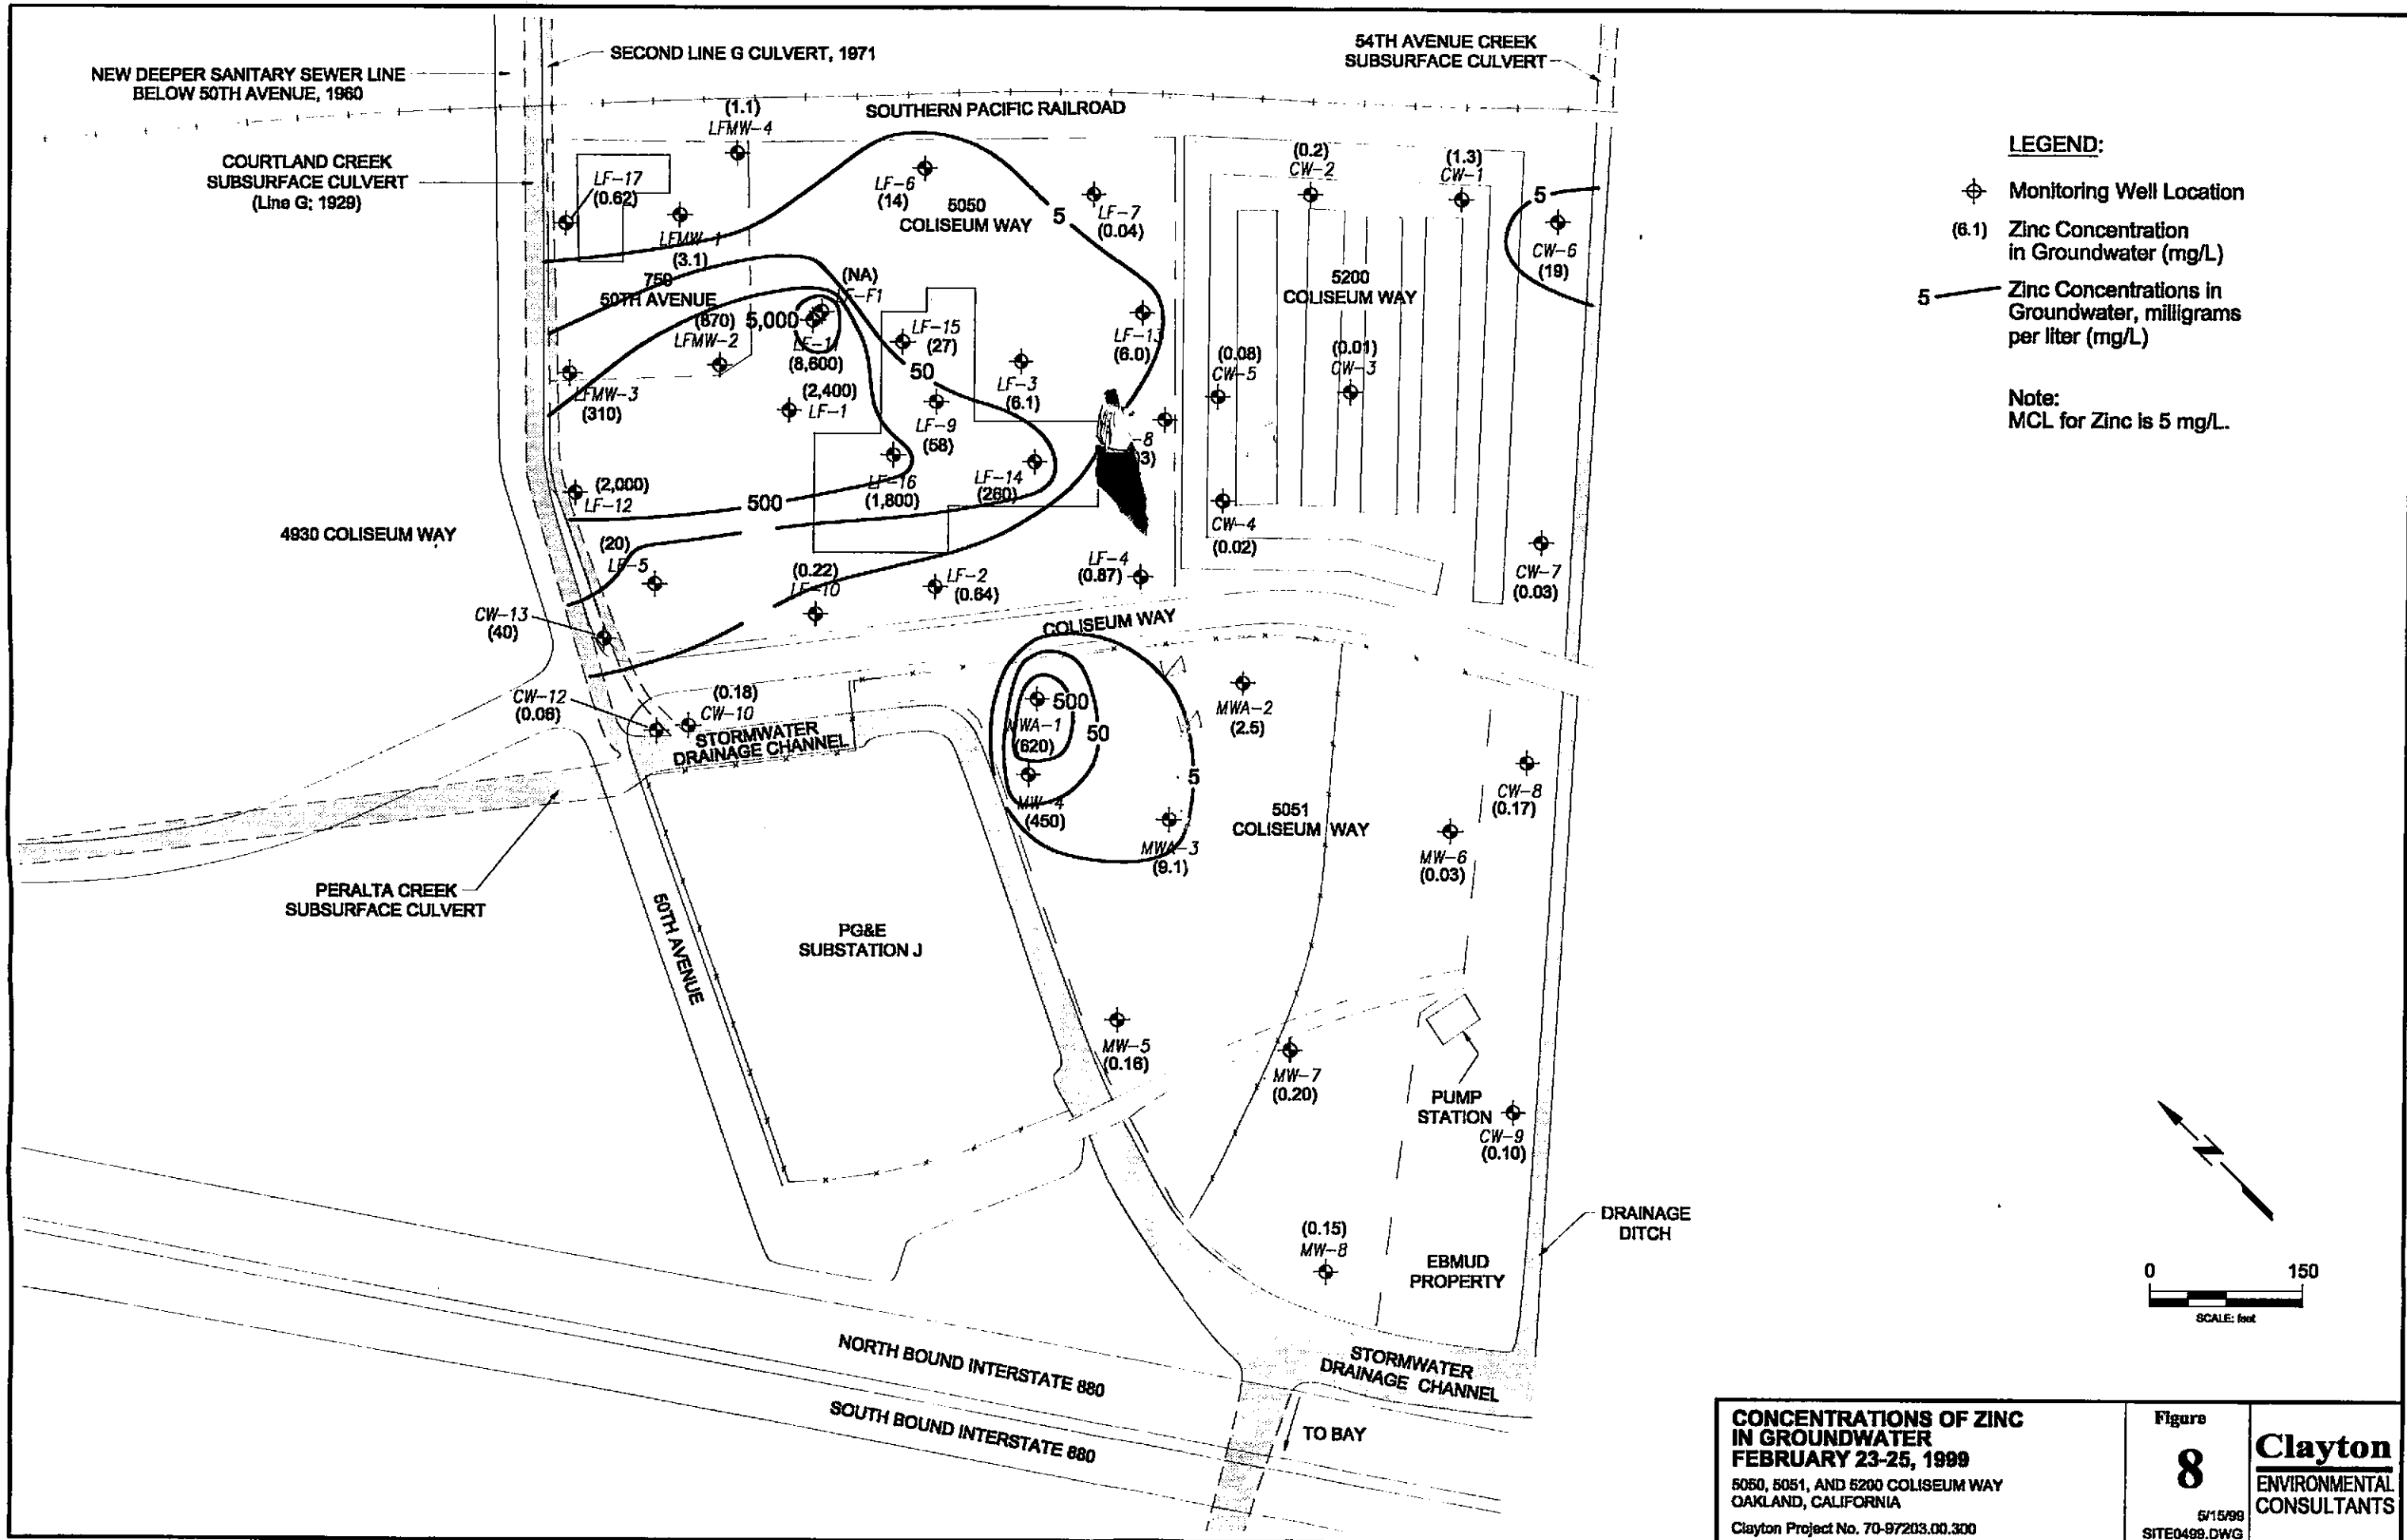 NEW DEEPER SANITARY SEWER LINE
BELOW 50TH AVENUE, 1960
SECOND LINE G CULVERT, 1971
54TH AVENUE CREEK
SUBSURFACE CULVERT
SOUTHERN PACIFIC RAILROAD
COURTLAND CREEK
SUBSURFACE CULVERT
(Line G: 1929)
(1.1)
LFMW-4
LF-17
(0.62)
LFMW-1
(3.1)
LF-6
(14)
5050
COLISEUM WAY
5
LF-7
(0.04)
(0.2)
CW-2
(1.3)
CW-1
5
CW-6
(19)
750
50TH AVENUE
(NA)
LF-F1
(870)
LFMW-2
5,000
LF-11
(8,600)
LF-15
(27)
LF-13
(6.0)
5200
COLISEUM WAY
50
LF-3
(6.1)
(0.08)
CW-5
(0.01)
CW-3
LFMW-3
(310)
(2,400)
LF-1
LF-9
(58)
-8
3)
(2,000)
LF-12
500
LF-16
(1,800)
LF-14
(260)
CW-4
(0.02)
4930 COLISEUM WAY
(20)
LF-5
(0.22)
LF-10
LF-2
(0.64)
LF-4
(0.87)
CW-7
(0.03)
CW-13
(40)
COLISEUM WAY
CW-12
(0.06)
(0.18)
CW-10
STORMWATER
DRAINAGE CHANNEL
500
MWA-1
(620)
50
MWA-2
(2.5)
5
MW-4
(450)
MWA-3
(9.1)
5051
COLISEUM WAY
CW-8
(0.17)
MW-6
(0.03)
PERALTA CREEK
SUBSURFACE CULVERT
50TH AVENUE
PG&E
SUBSTATION J
MW-5
(0.16)
MW-7
(0.20)
PUMP
STATION
CW-9
(0.10)
(0.15)
MW-8
EBMUD
PROPERTY
DRAINAGE
DITCH
NORTH BOUND INTERSTATE 880
SOUTH BOUND INTERSTATE 880
STORMWATER
DRAINAGE CHANNEL
TO BAY
LEGEND:
Monitoring Well Location
(6.1) Zinc Concentration
in Groundwater (mg/L)
5 Zinc Concentrations in
Groundwater, milligrams
per liter (mg/L)
Note:
MCL for Zinc is 5 mg/L.
N
0 150
SCALE: feet
CONCENTRATIONS OF ZINC
IN GROUNDWATER
FEBRUARY 23-25, 1999
5050, 5051, AND 5200 COLISEUM WAY
OAKLAND, CALIFORNIA
Clayton Project No. 70-97203.00.300
Figure
8
5/15/99
SITE0499.DWG
Clayton
ENVIRONMENTAL
CONSULTANTS